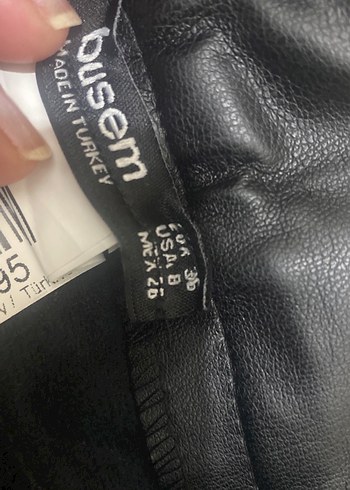 busem
MADE IN TURKEY
EUR 36
USA: 8
MEX 26
95